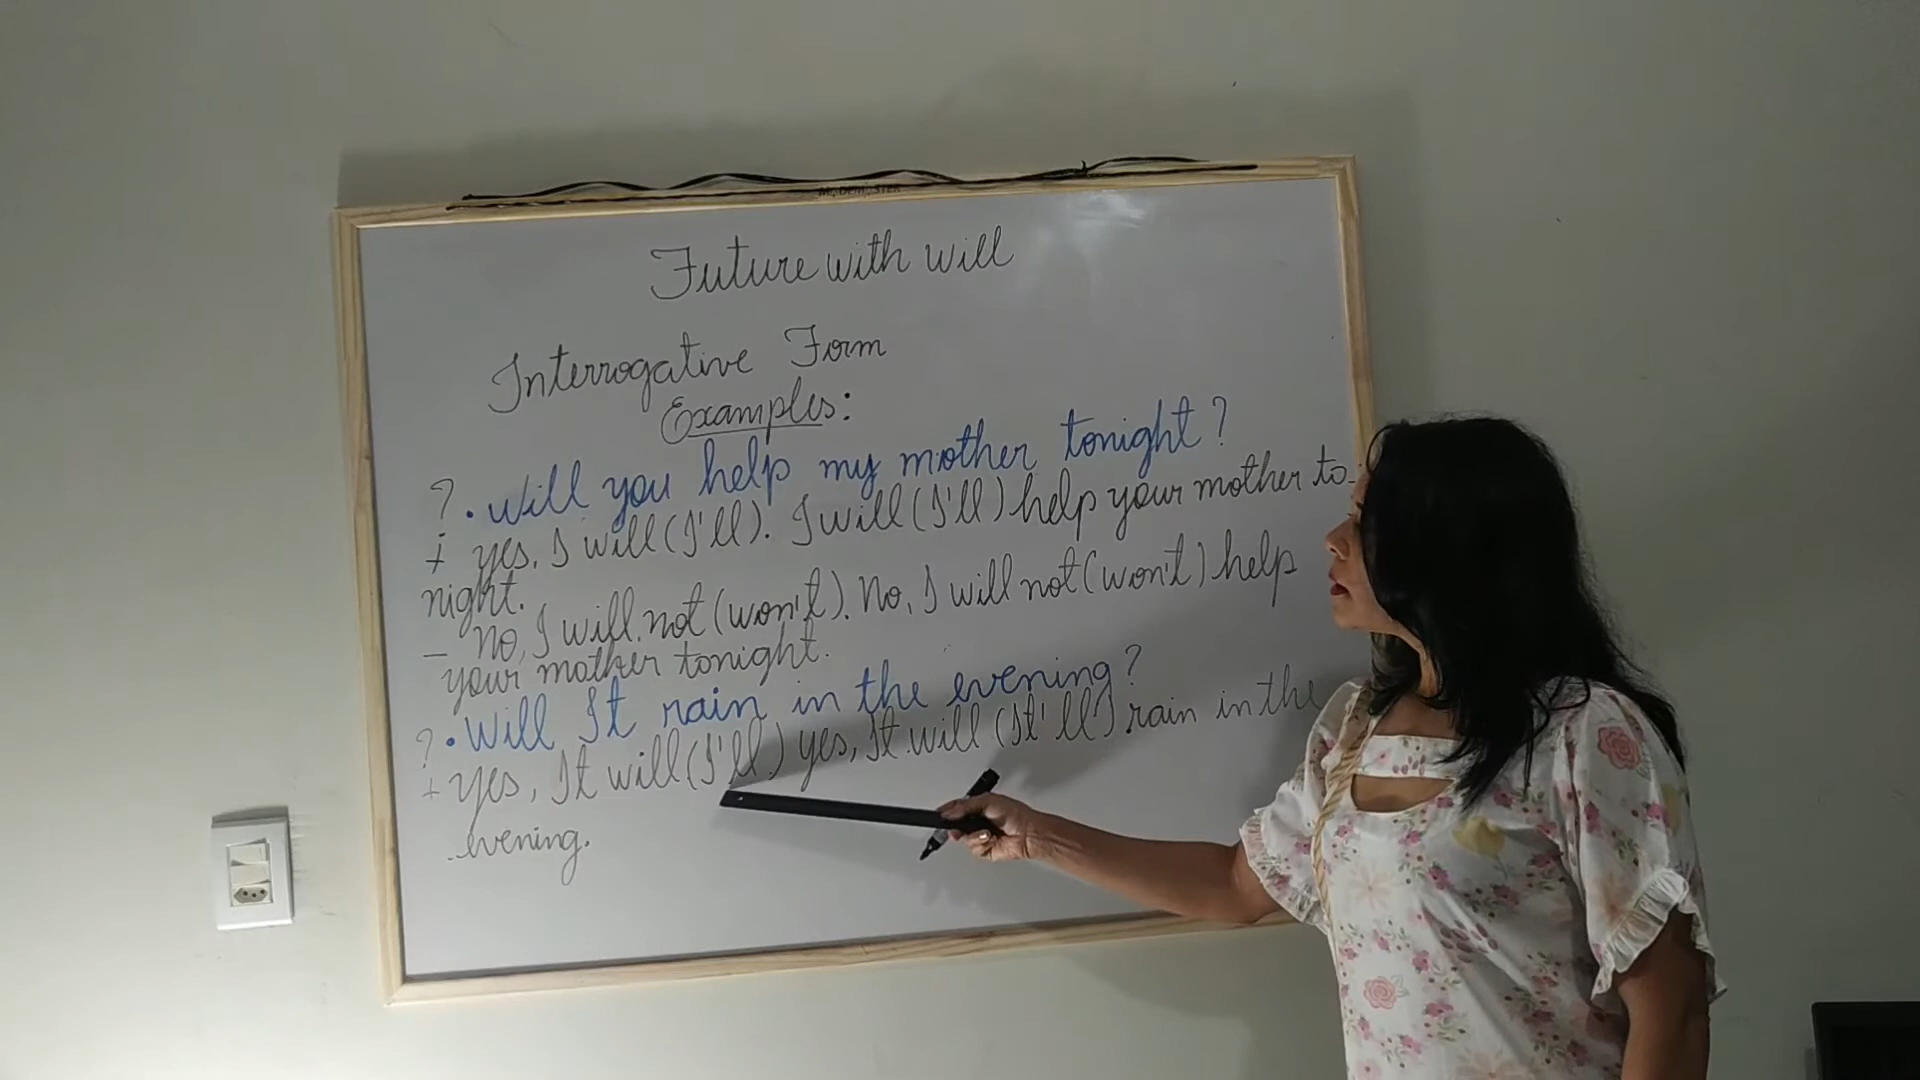 Future with will
Interrogative Form
Examples:
? . Will you help my mother tonight?
+ yes, I will (I'll). I will (I'll) help your mother to-
night.
- No, I will not (won't). No, I will not (won't) help
your mother tonight.
? . Will It rain in the evening?
+ yes, It will (I'll) yes, It will (It'll) rain in the
evening.